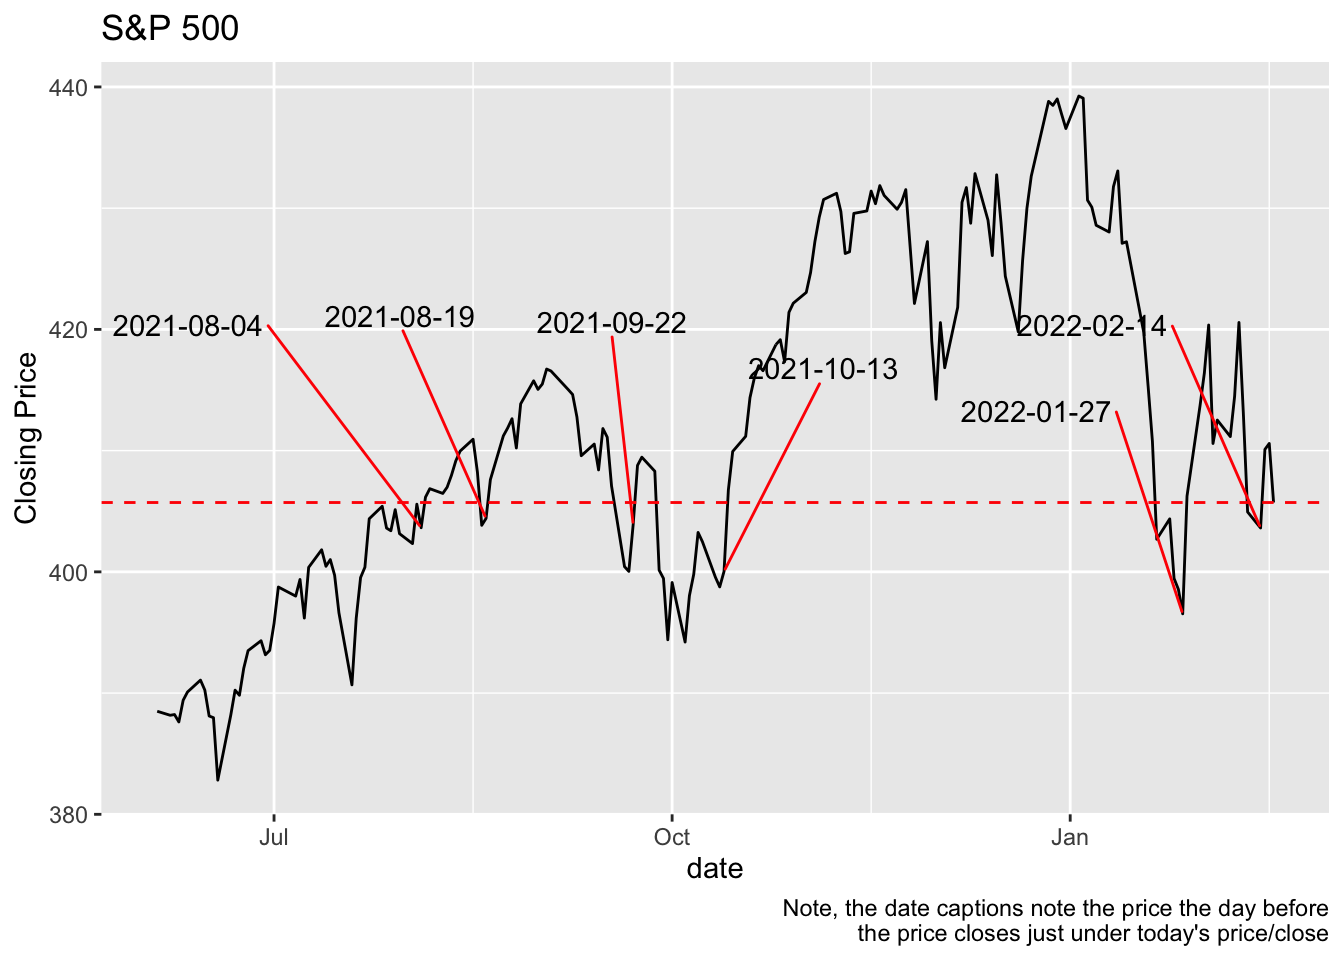 S&P 500
440
420
400
380
Closing Price
2021-08-04
2021-08-19
2021-09-22
2021-10-13
2022-01-27
2022-02-14
Jul
Oct
Jan
date
Note, the date captions note the price the day before
the price closes just under today's price/close